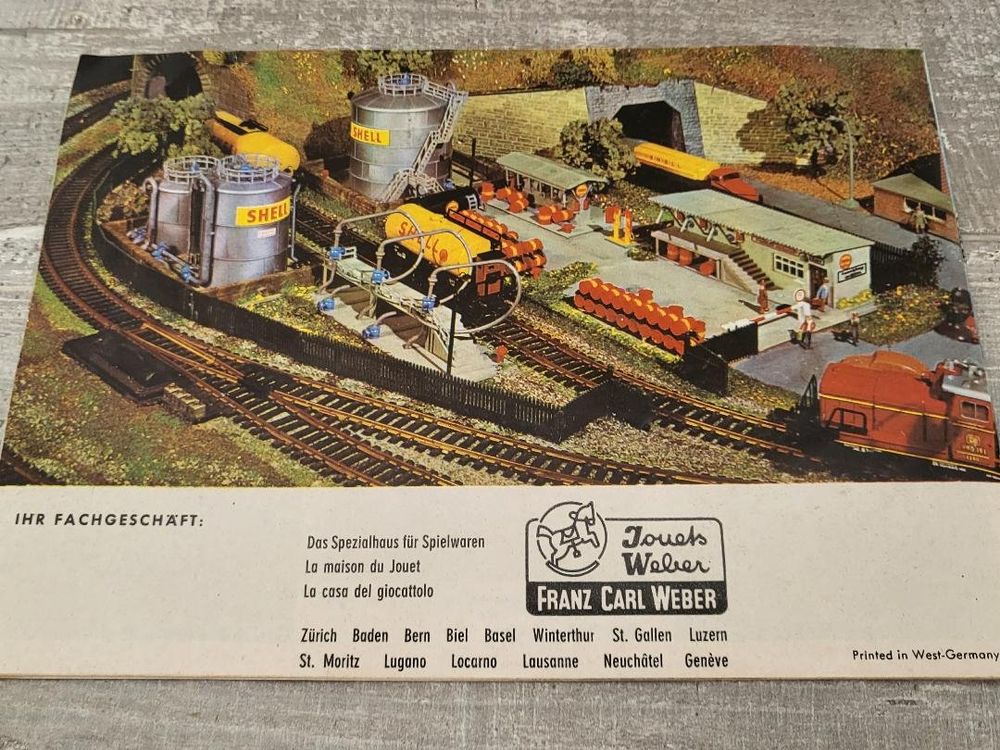 SHELL
SHELL
SHELL
IHR FACHGESCHÄFT:
Das Spezialhaus für Spielwaren
La maison du Jouet
La casa del giocattolo
Jouets
Weber
FRANZ CARL WEBER
Zürich Baden Bern Biel Basel Winterthur St. Gallen Luzern
St. Moritz Lugano Locarno Lausanne Neuchâtel Genève
Printed in West-Germany